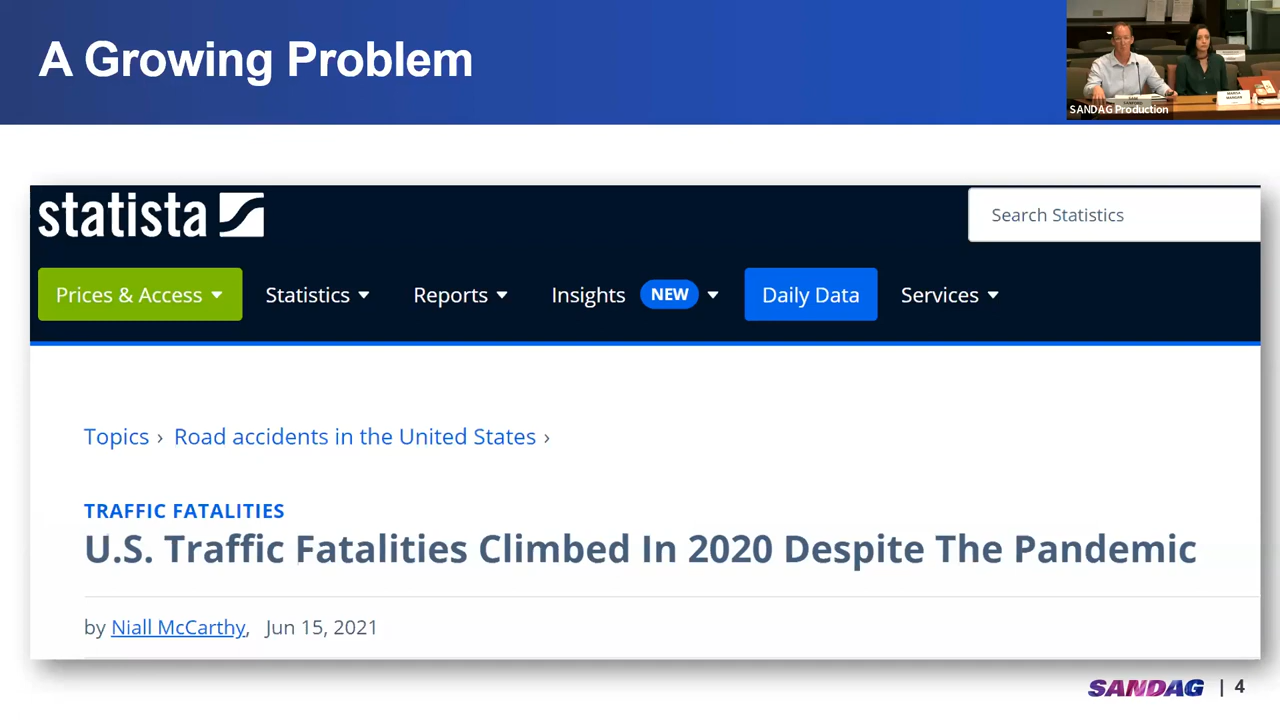 A Growing Problem
SANDAG Production
statista
Search Statistics
Prices & Access Statistics Reports Insights NEW Daily Data Services
Topics › Road accidents in the United States ›
TRAFFIC FATALITIES
U.S. Traffic Fatalities Climbed In 2020 Despite The Pandemic
by Niall McCarthy, Jun 15, 2021
SANDAG | 4